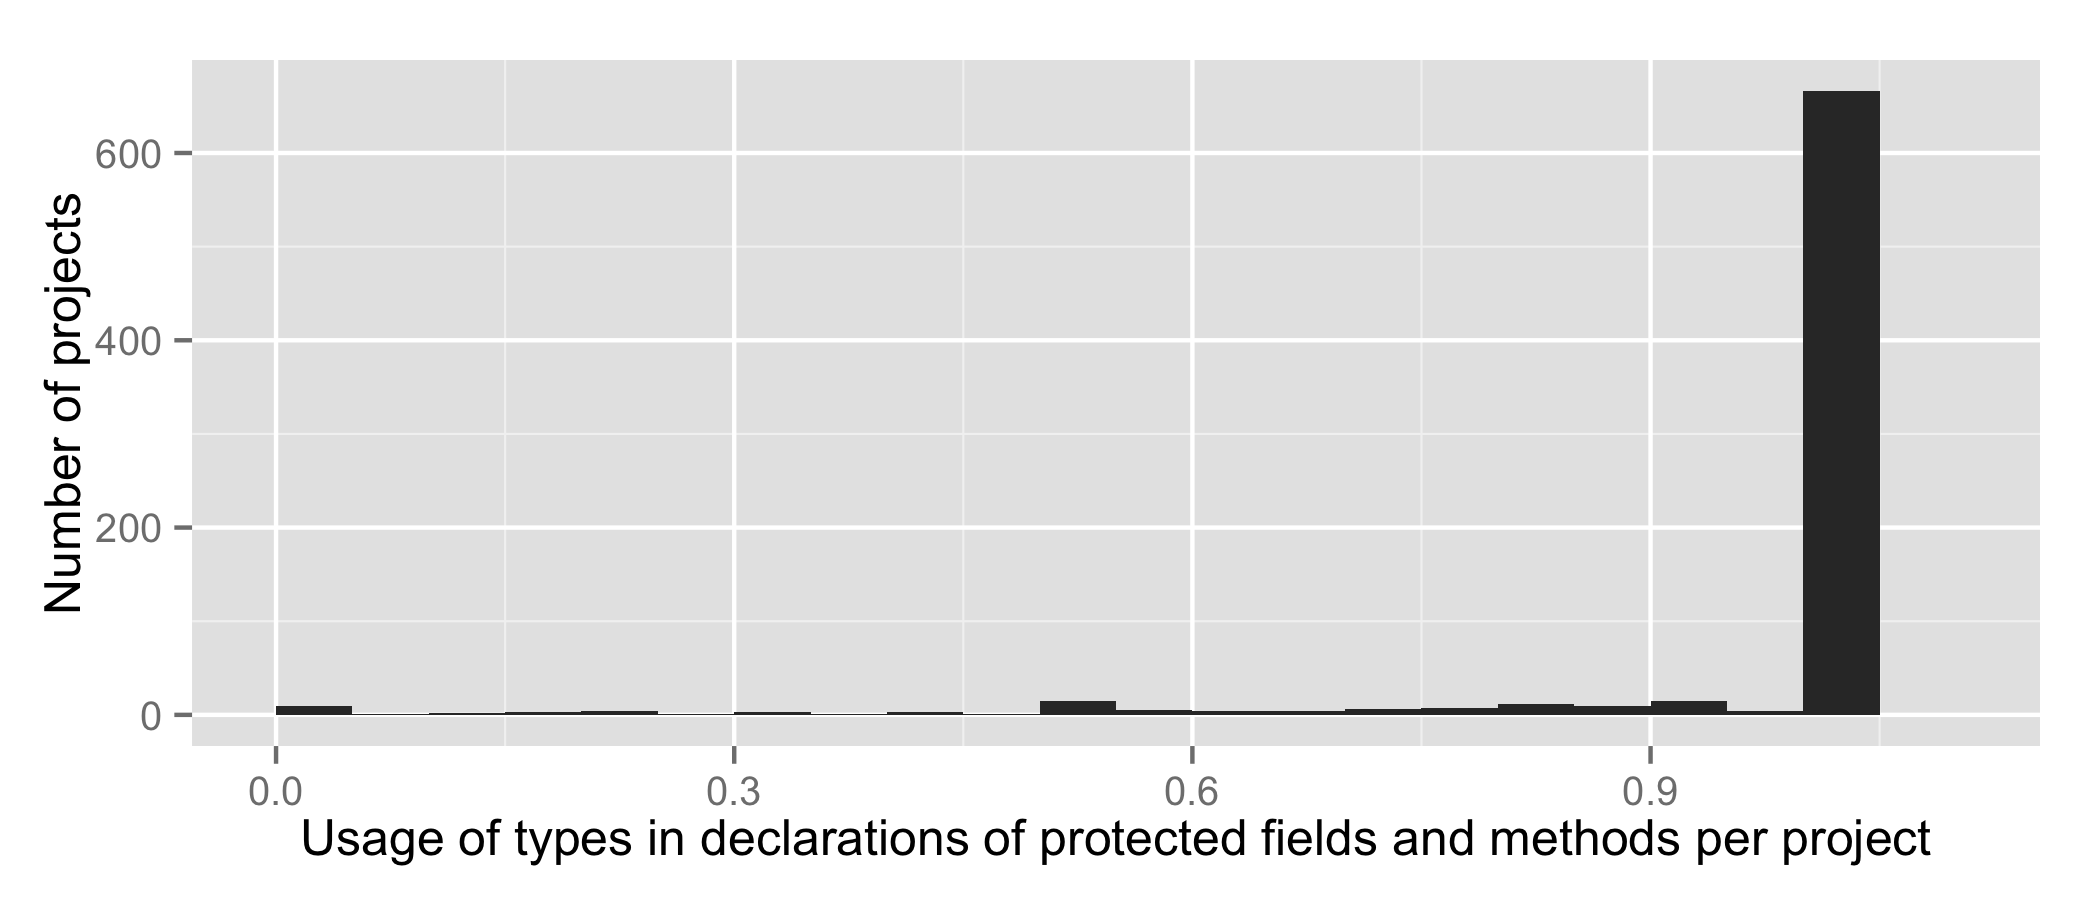 Number of projects
600
400
200
0
0.0 0.3 0.6 0.9
Usage of types in declarations of protected fields and methods per project